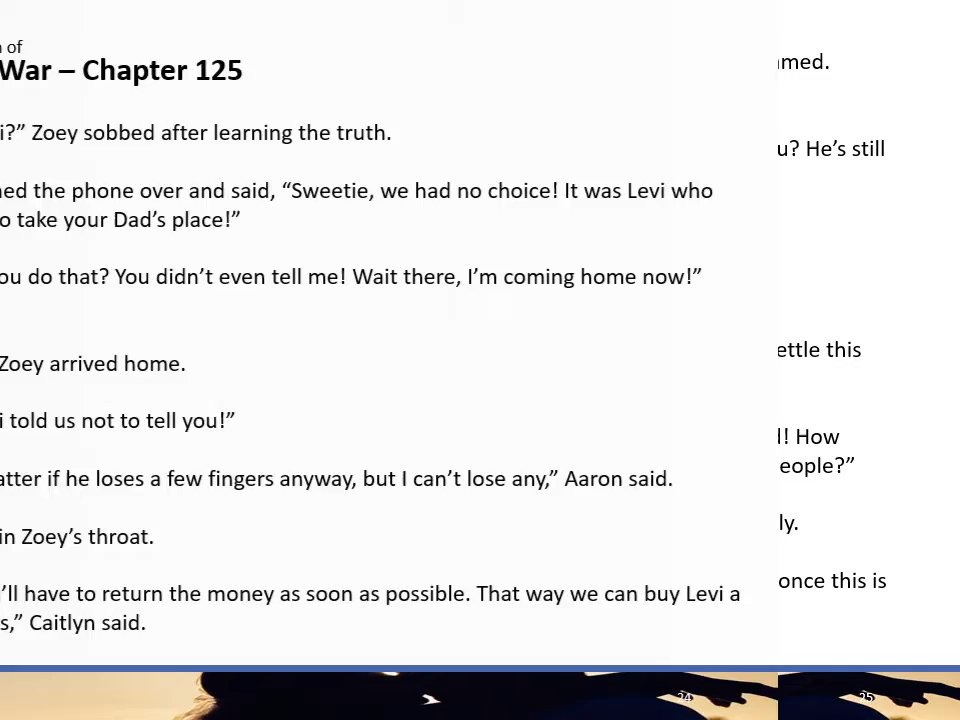 of
War – Chapter 125
i?” Zoey sobbed after learning the truth.
the phone over and said, “Sweetie, we had no choice! It was Levi who
o take your Dad’s place!”
ou do that? You didn’t even tell me! Wait there, I’m coming home now!”
Zoey arrived home.
i told us not to tell you!”
atter if he loses a few fingers anyway, but I can’t lose any,” Aaron said.
in Zoey’s throat.
’ll have to return the money as soon as possible. That way we can buy Levi a
s,” Caitlyn said.
24
amed.
u? He’s still
ettle this
l! How
eople?”
ly.
once this is
25